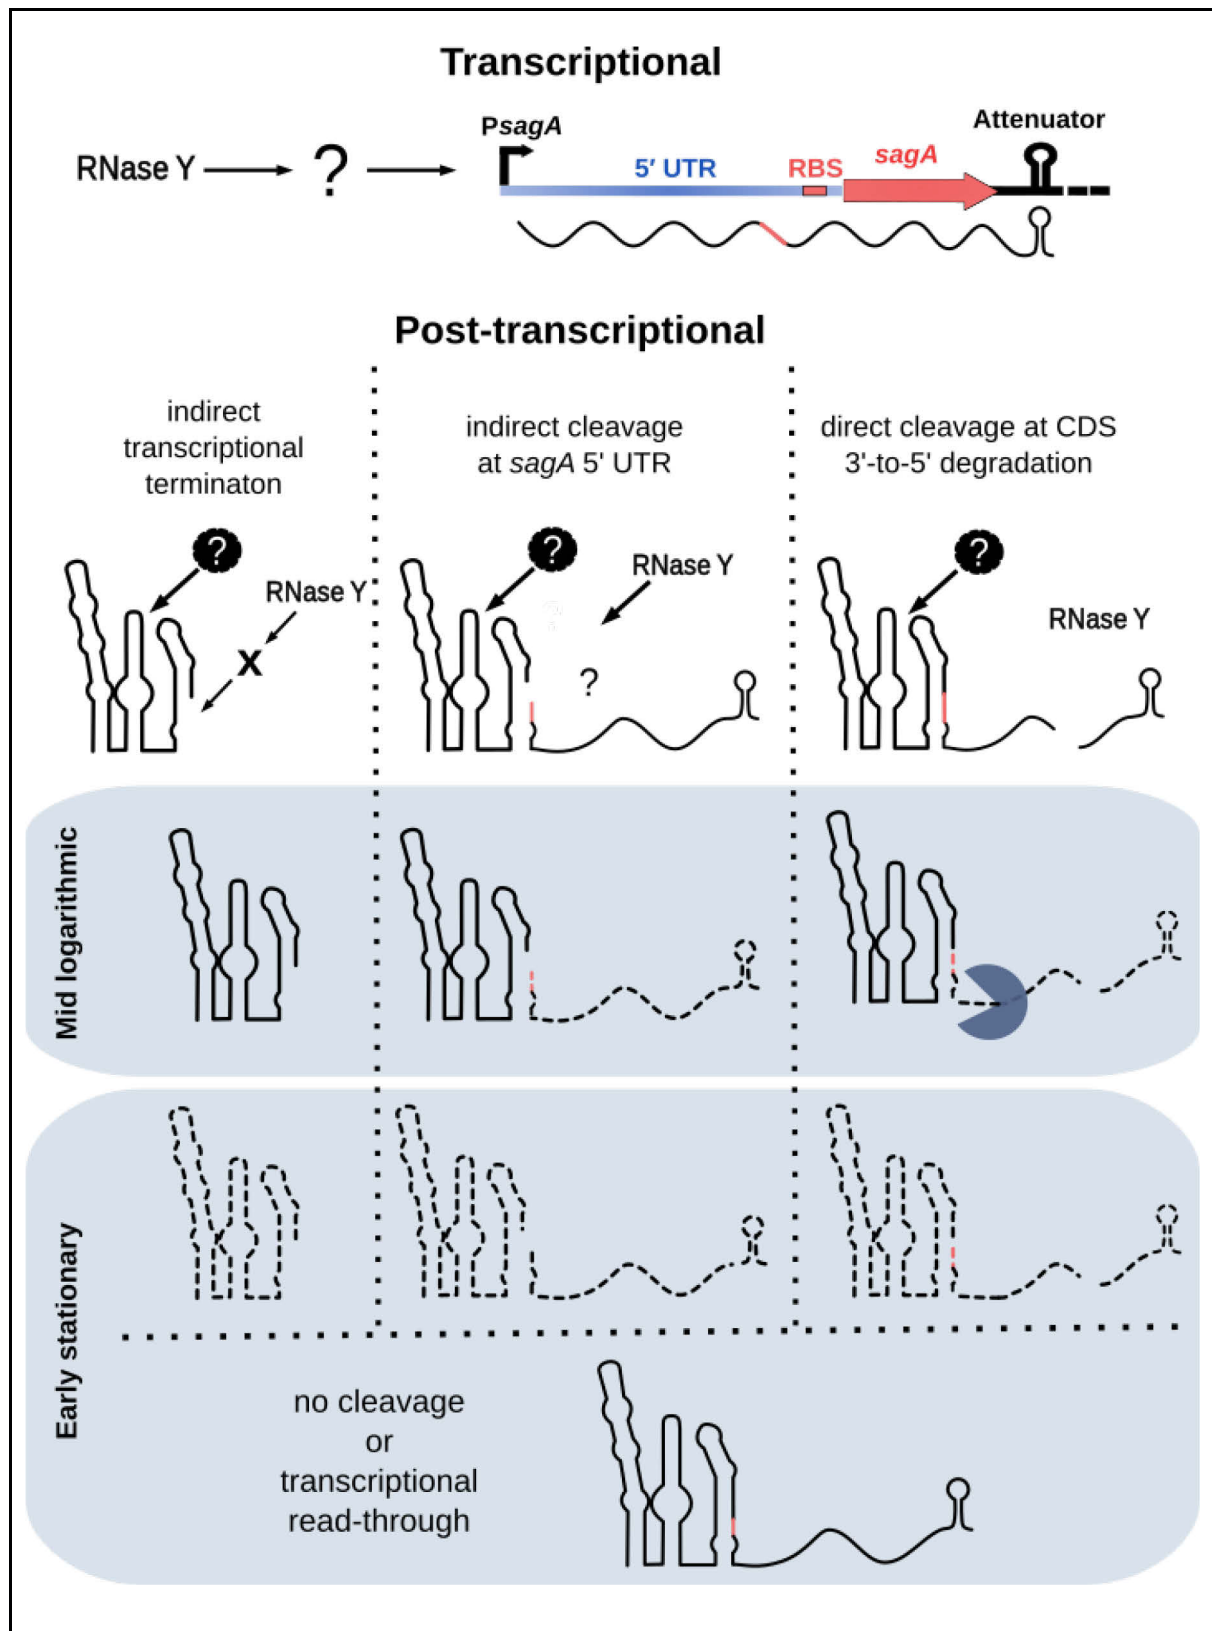 Transcriptional
RNase Y
?
PsagA
5′ UTR
RBS
sagA
Attenuator
Post-transcriptional
indirect
transcriptional
terminaton
?
RNase Y
X
indirect cleavage
at sagA 5' UTR
?
RNase Y
?
direct cleavage at CDS
3'-to-5' degradation
?
RNase Y
Mid logarithmic
Early stationary
no cleavage
or
transcriptional
read-through